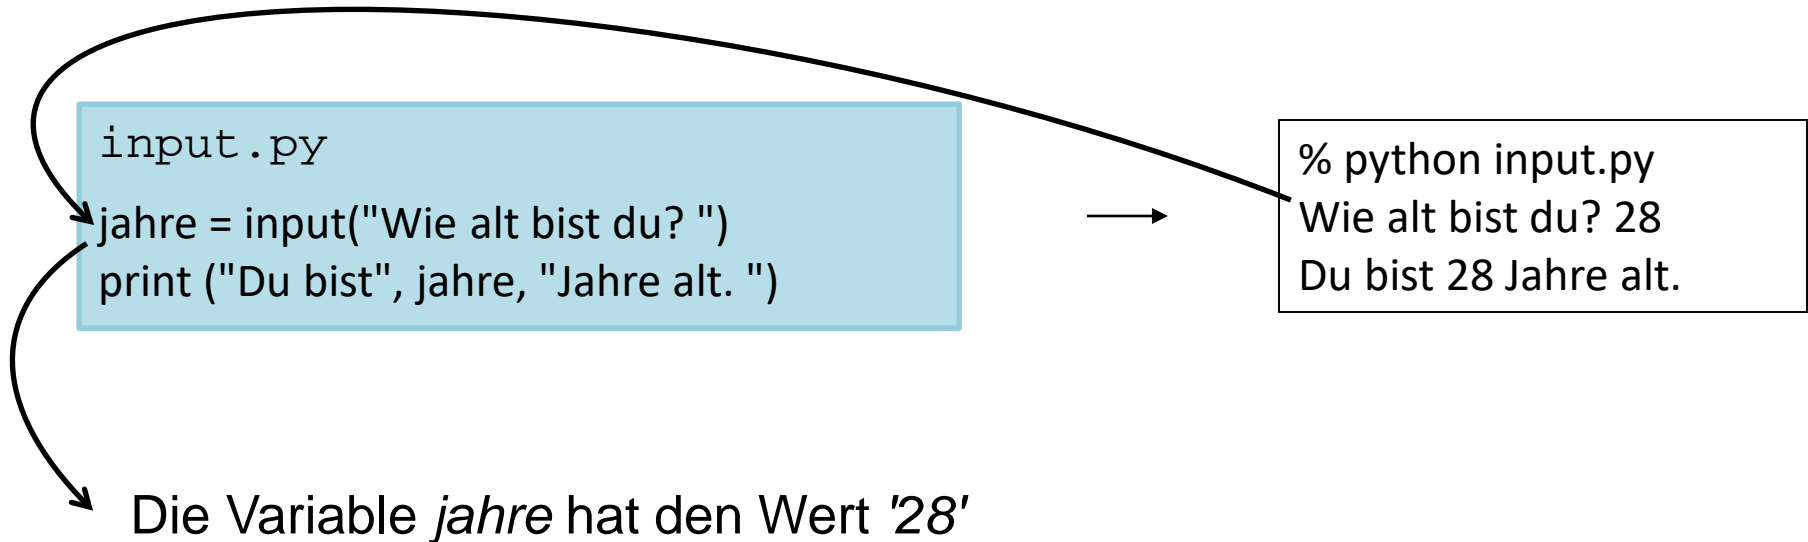 input.py
jahre = input("Wie alt bist du? ")
print ("Du bist", jahre, "Jahre alt. ")
% python input.py
Wie alt bist du? 28
Du bist 28 Jahre alt.
Die Variable jahre hat den Wert '28'